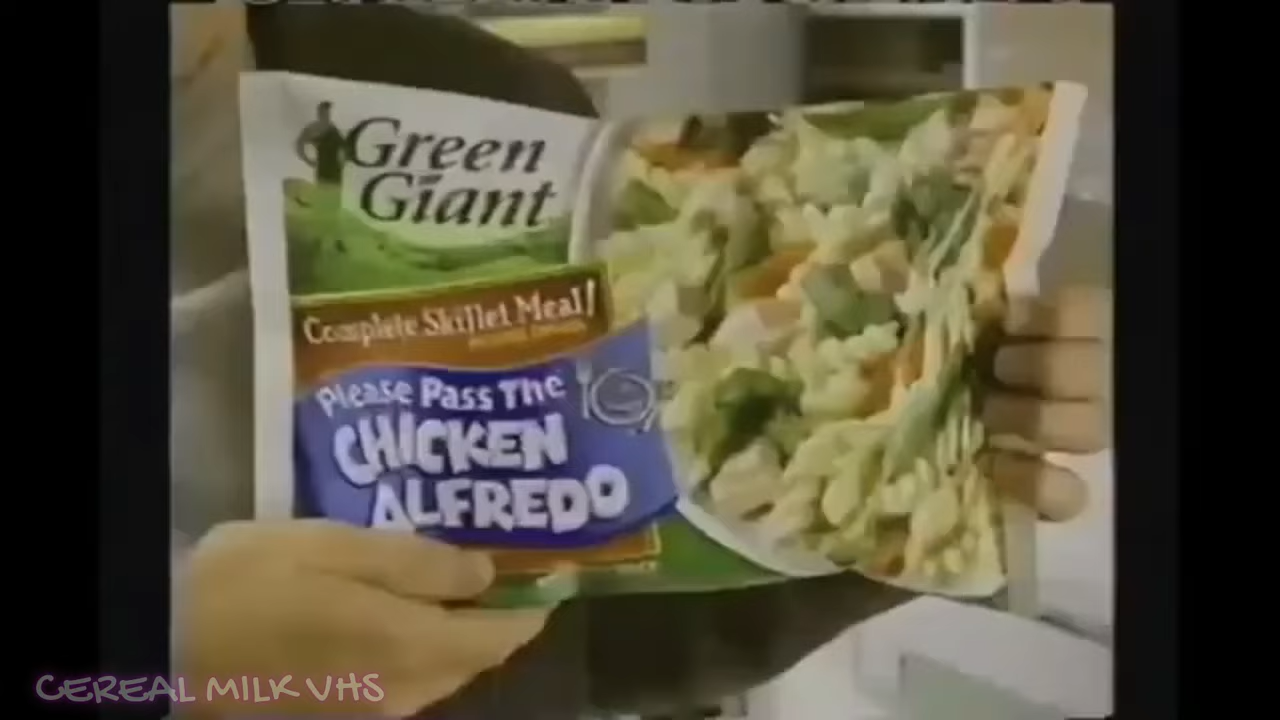 Green
Giant
Complete Skillet Meal!
Please Pass The
CHICKEN
ALFREDO
CEREAL MILK VHS